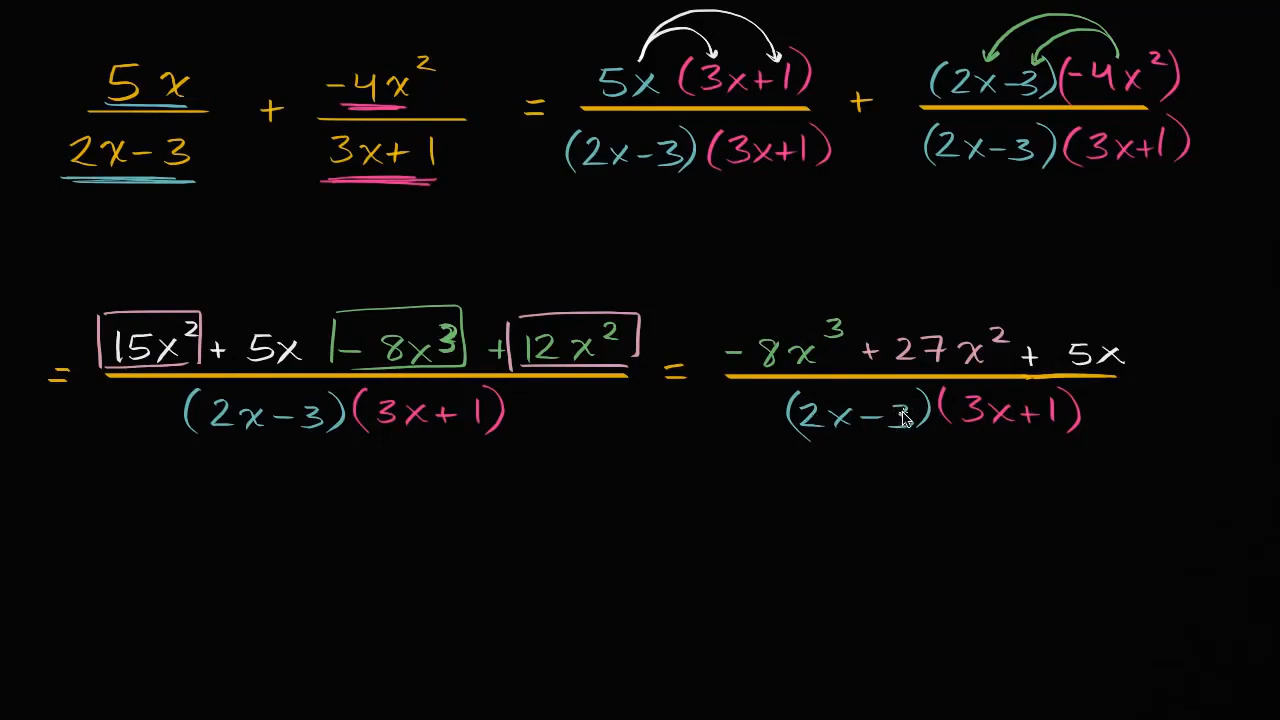 5x/(2x-3) + -4x²/(3x+1) = 5x(3x+1)/((2x-3)(3x+1)) + (2x-3)(-4x²)/((2x-3)(3x+1))
= (15x² + 5x - 8x³ + 12x²)/((2x-3)(3x+1)) = (-8x³ + 27x² + 5x)/((2x-3)(3x+1))